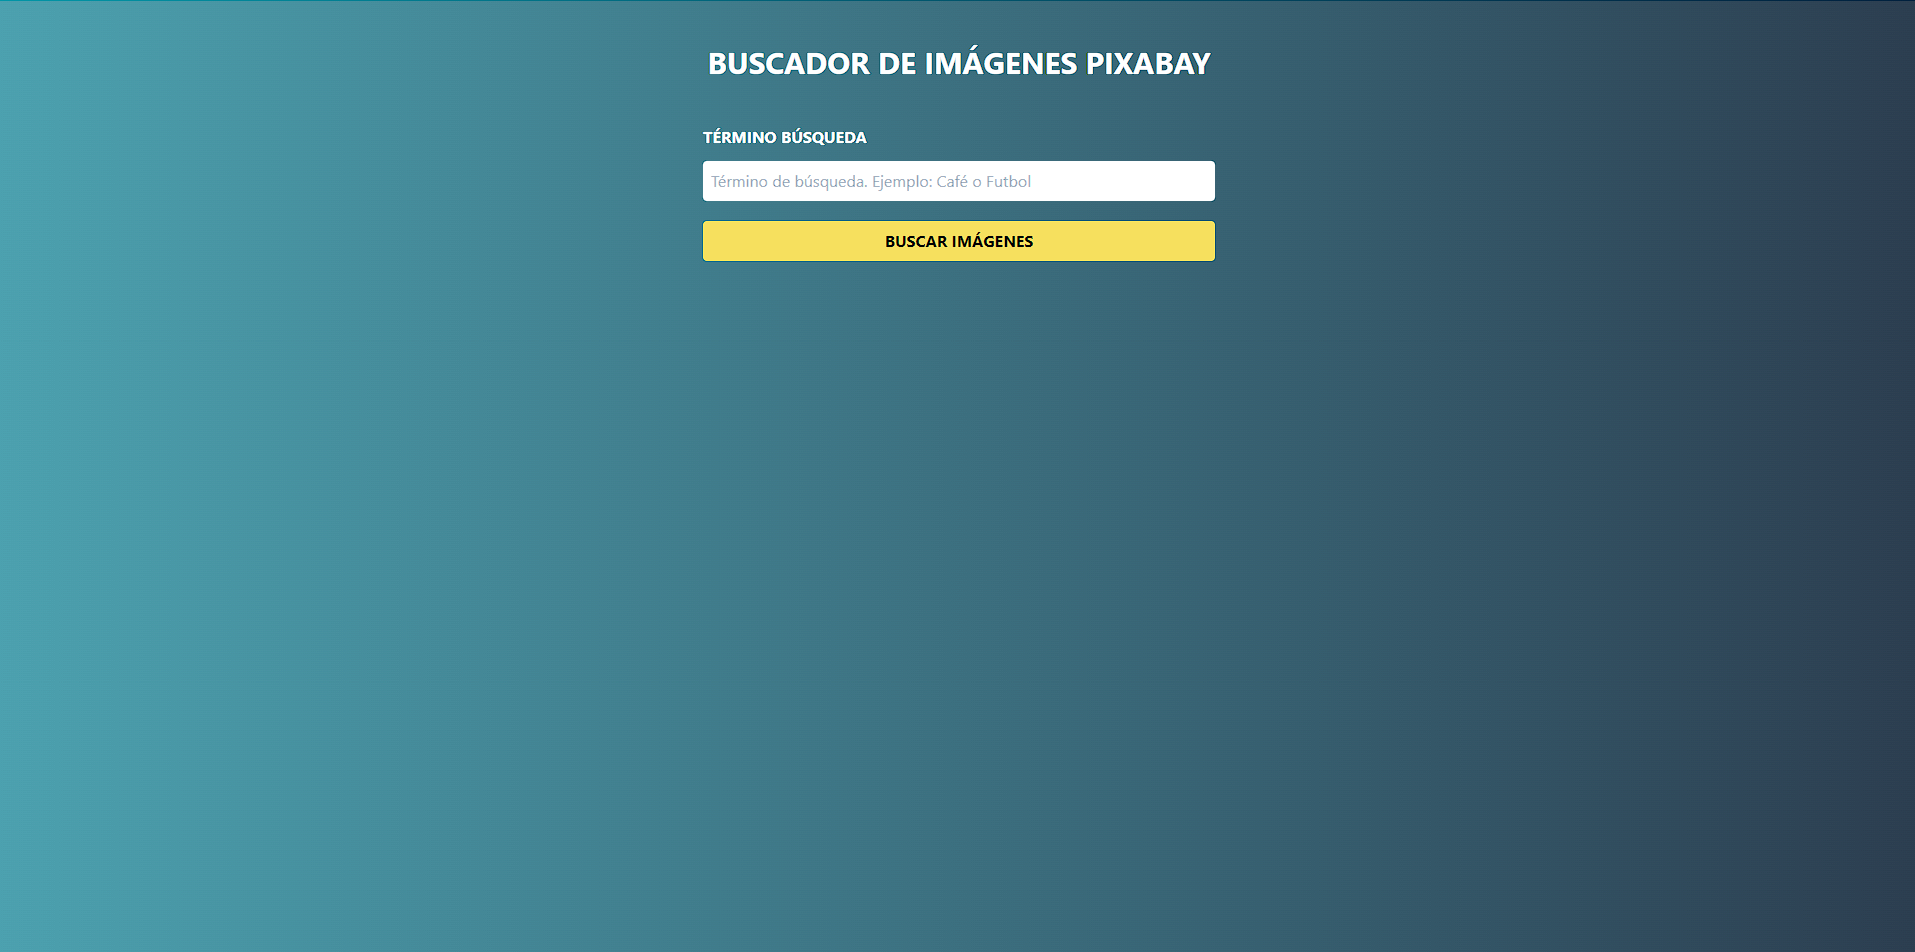 BUSCADOR DE IMÁGENES PIXABAY
TÉRMINO BÚSQUEDA
Término de búsqueda. Ejemplo: Café o Futbol
BUSCAR IMÁGENES